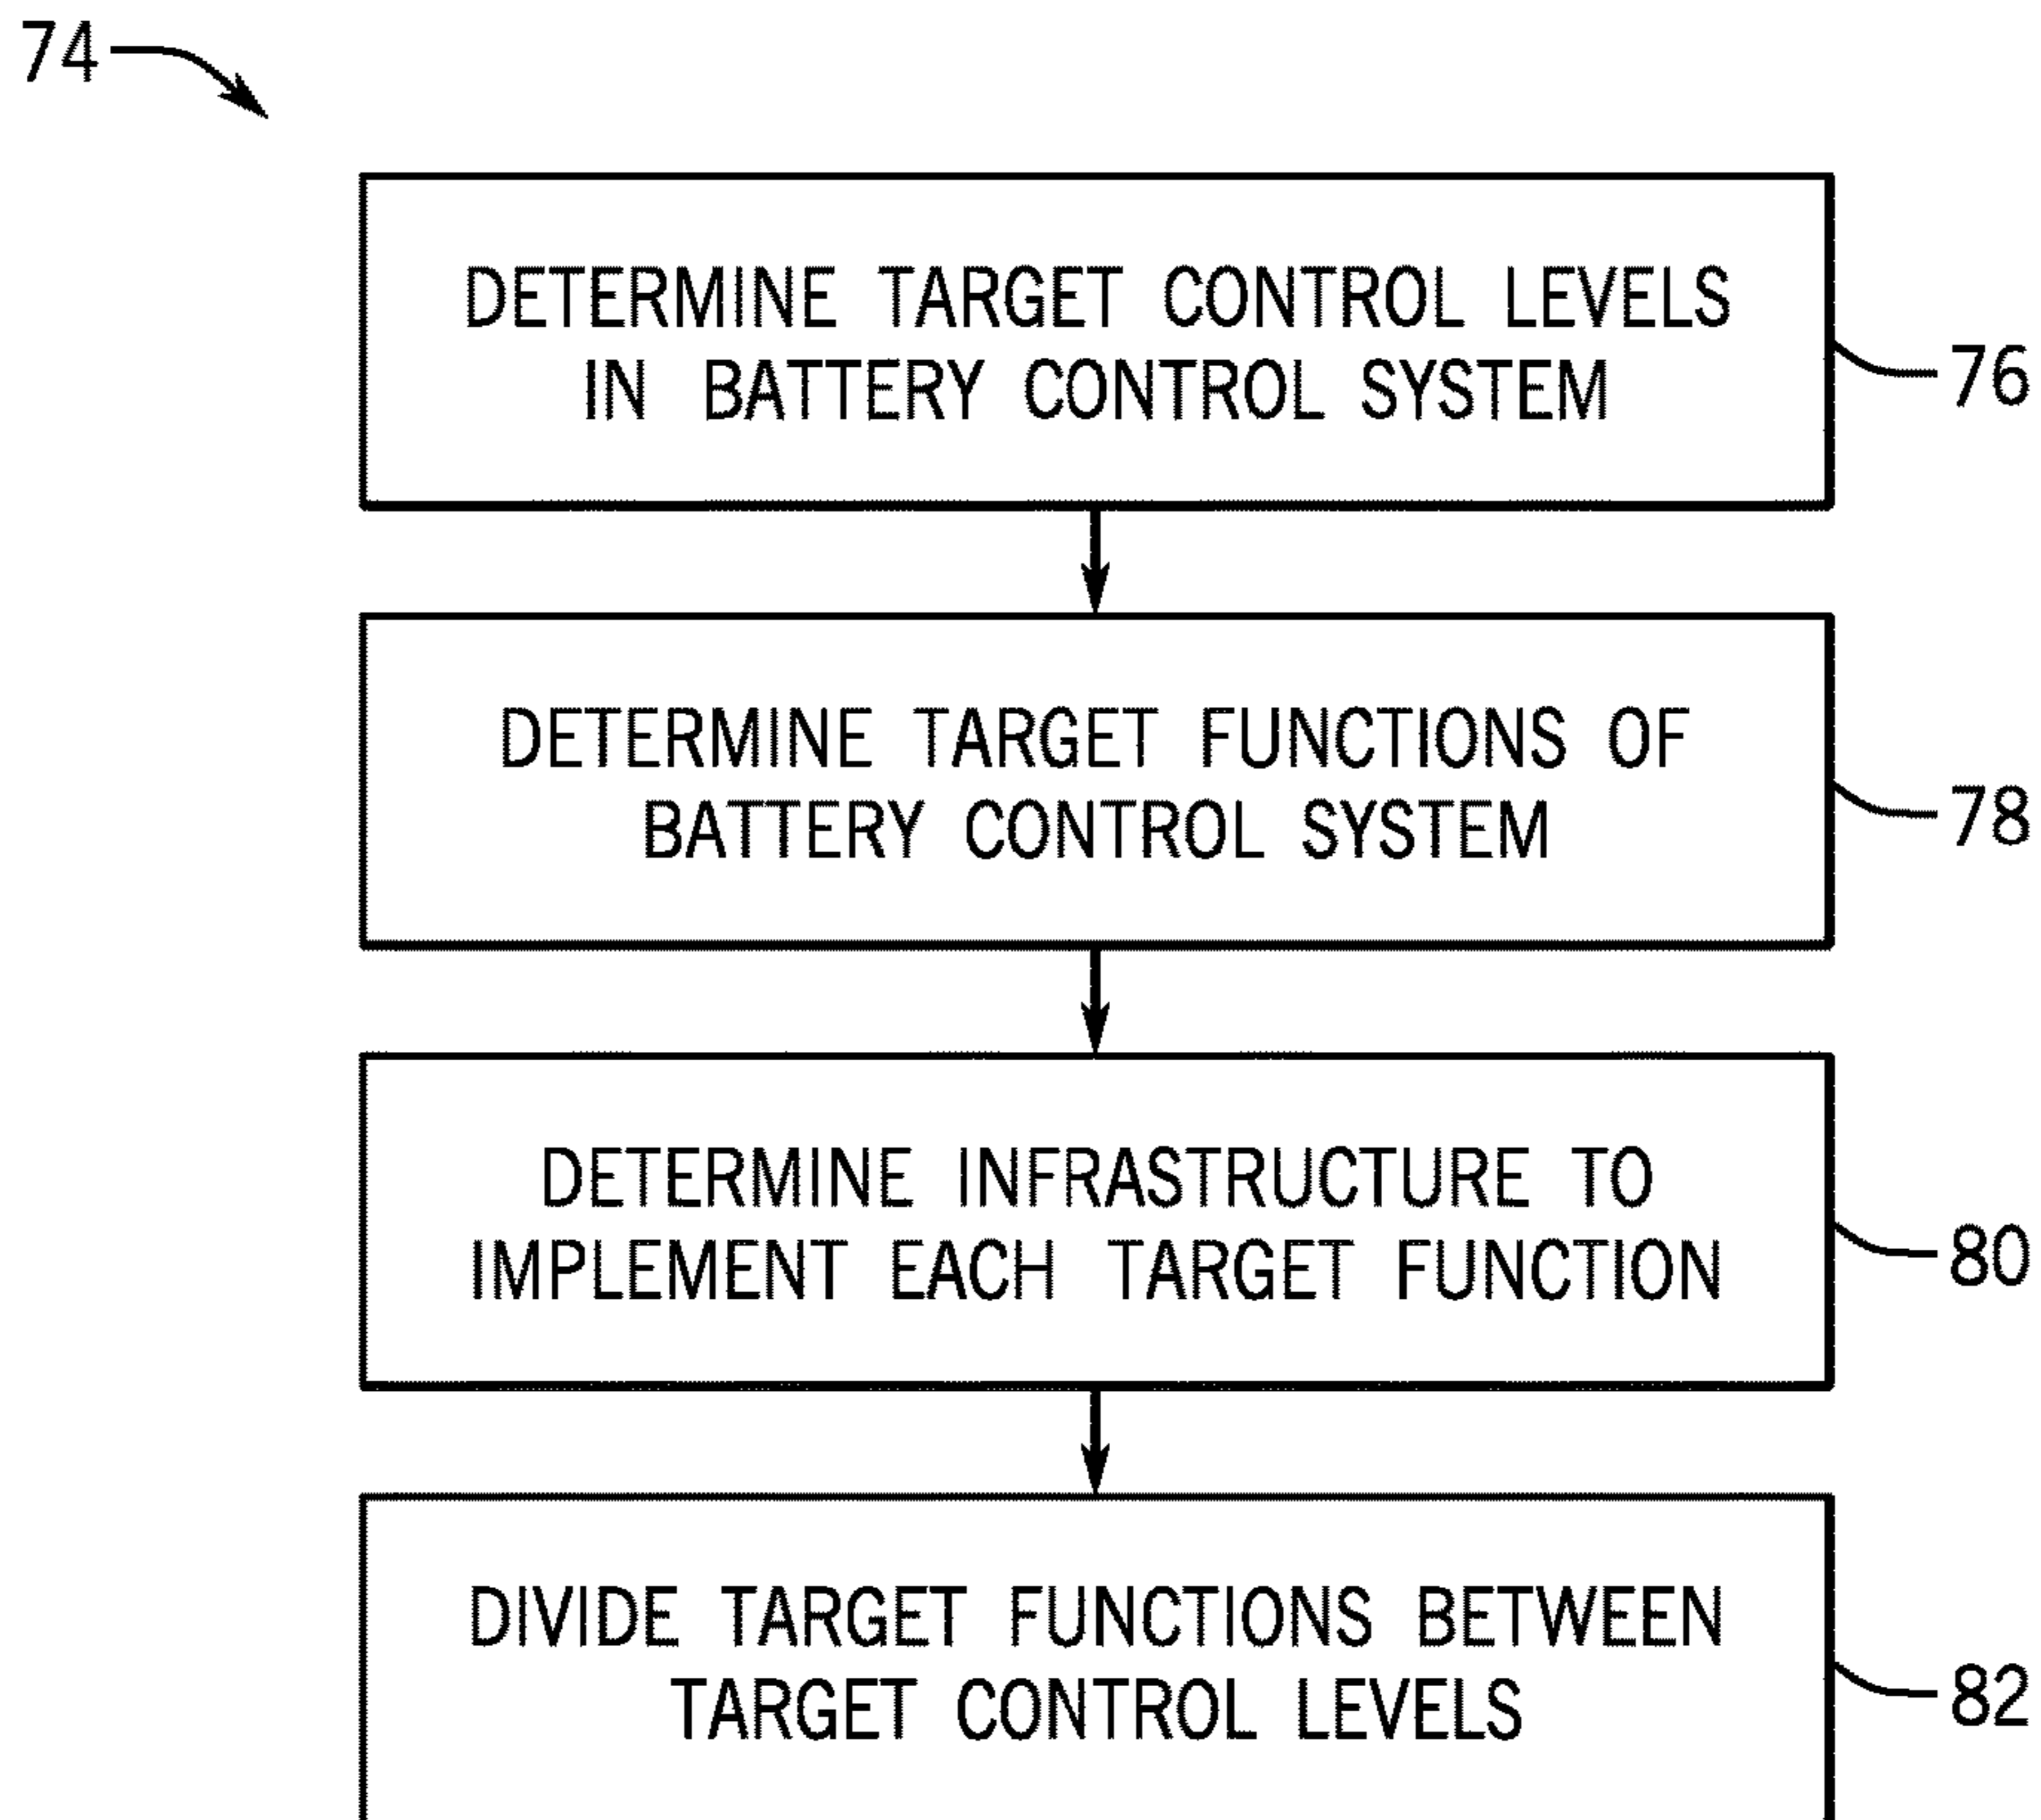 74
DETERMINE TARGET CONTROL LEVELS
IN BATTERY CONTROL SYSTEM
76
DETERMINE TARGET FUNCTIONS OF
BATTERY CONTROL SYSTEM
78
DETERMINE INFRASTRUCTURE TO
IMPLEMENT EACH TARGET FUNCTION
80
DIVIDE TARGET FUNCTIONS BETWEEN
TARGET CONTROL LEVELS
82